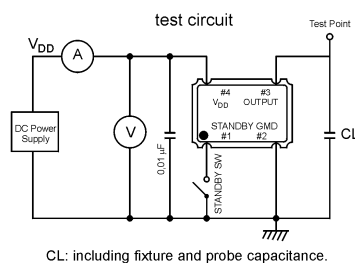 test circuit
Test Point
VDD
A
#4 #3
VDD OUTPUT
DC Power
Supply
V
0,01 µF
STANDBY GMD
#1 #2
STANDBY SW
CL
CL: including fixture and probe capacitance.